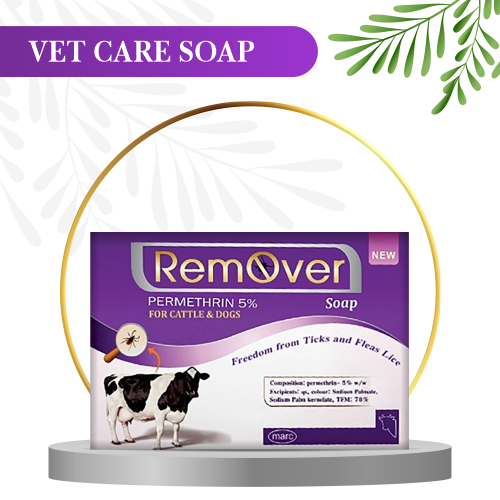 VET CARE SOAP
RemOver
NEW
PERMETHRIN 5%
Soap
FOR CATTLE & DOGS
Freedom from Ticks and Fleas Lice
Composition: permethrin- 5% w/w
Excipients: qs, colour: Sodium Palmate,
Sodium Palm kernelate, TFM: 78%
marc